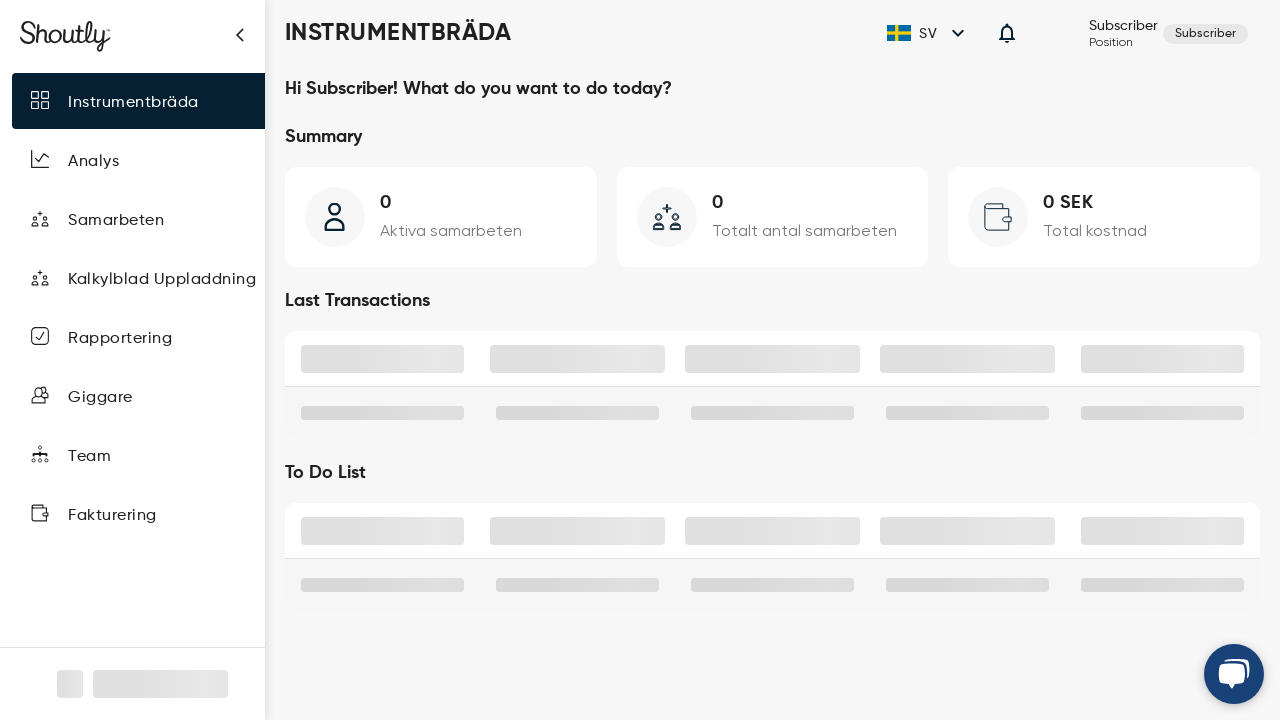 Shoutly
INSTRUMENTBRÄDA
SV
Subscriber
Position
Subscriber
Instrumentbräda
Analys
Samarbeten
Kalkylblad Uppladdning
Rapportering
Giggare
Team
Fakturering
Hi Subscriber! What do you want to do today?
Summary
0
Aktiva samarbeten
0
Totalt antal samarbeten
0 SEK
Total kostnad
Last Transactions
To Do List